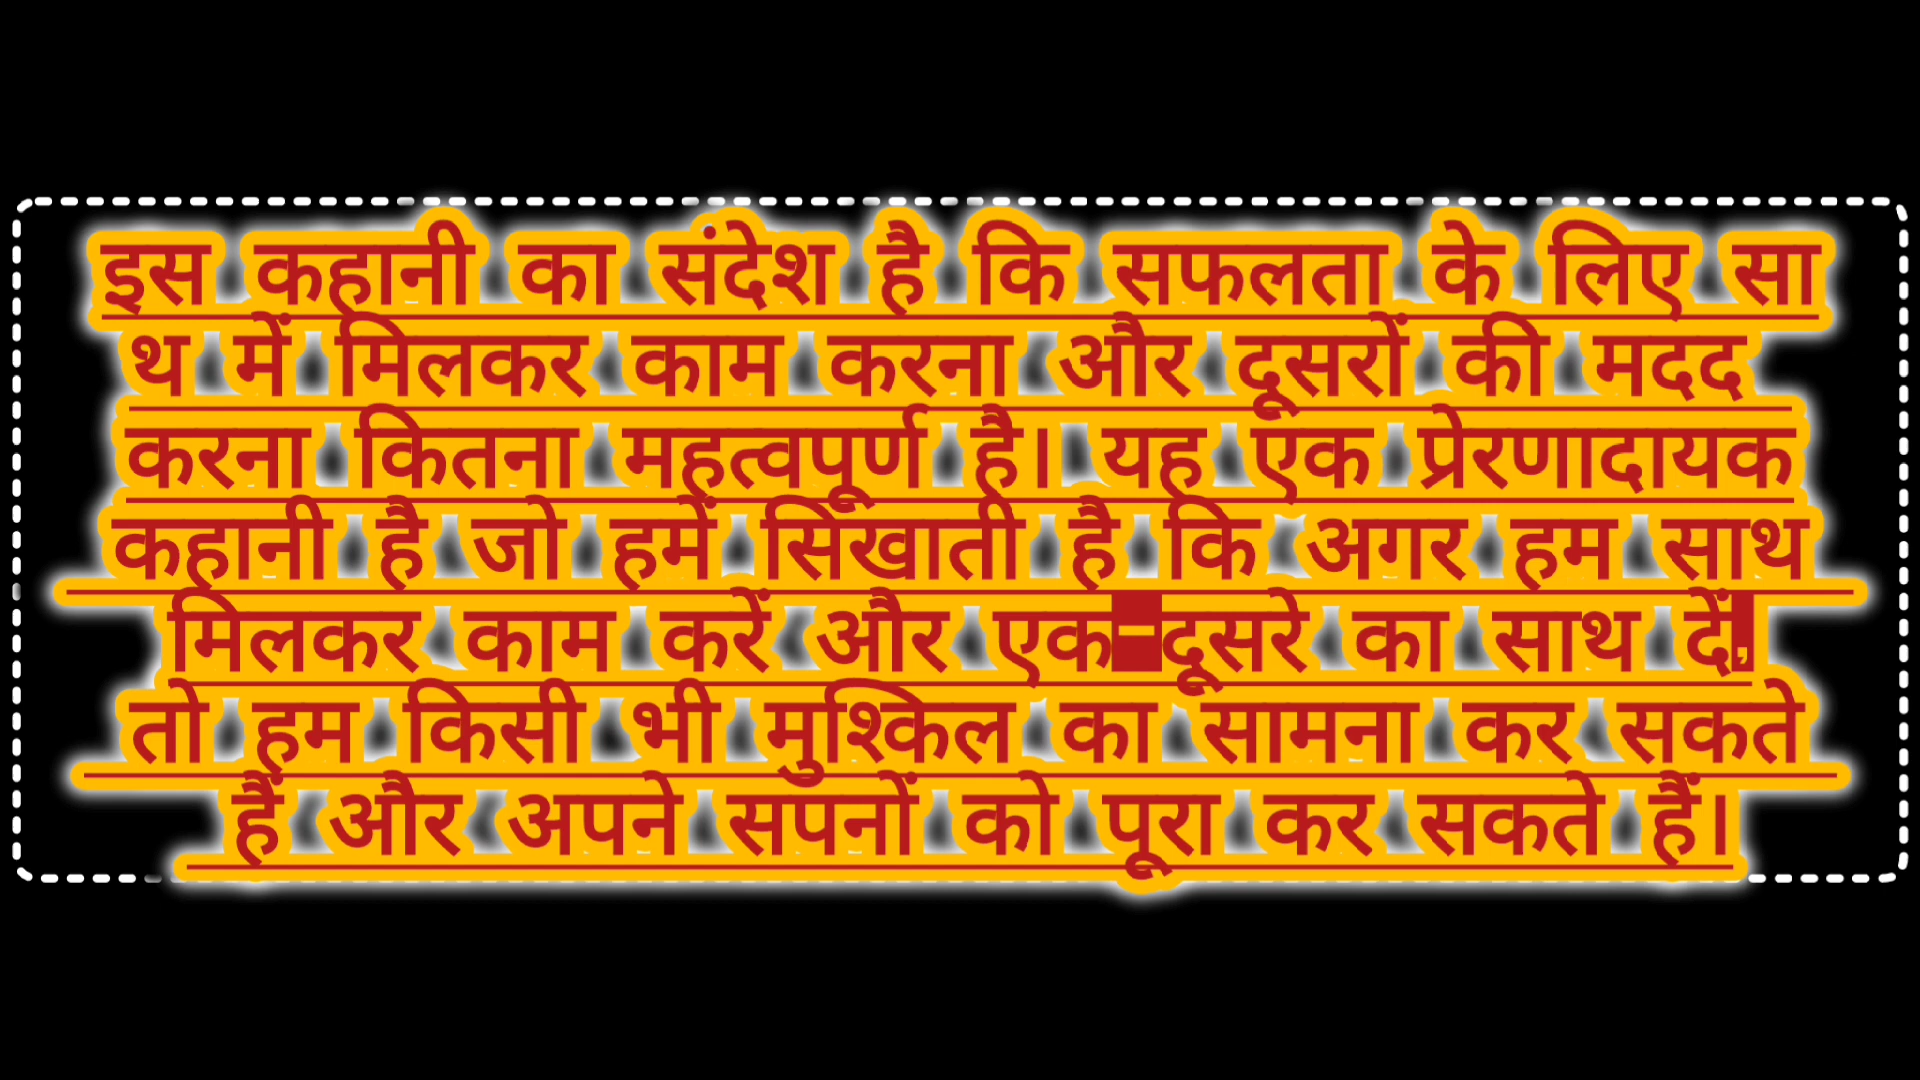 इस कहानी का संदेश है कि सफलता के लिए सा
थ में मिलकर काम करना और दूसरों की मदद
करना कितना महत्वपूर्ण है। यह एक प्रेरणादायक
कहानी है जो हमें सिखाती है कि अगर हम साथ
मिलकर काम करें और एक-दूसरे का साथ दें,
तो हम किसी भी मुश्किल का सामना कर सकते
हैं और अपने सपनों को पूरा कर सकते हैं।